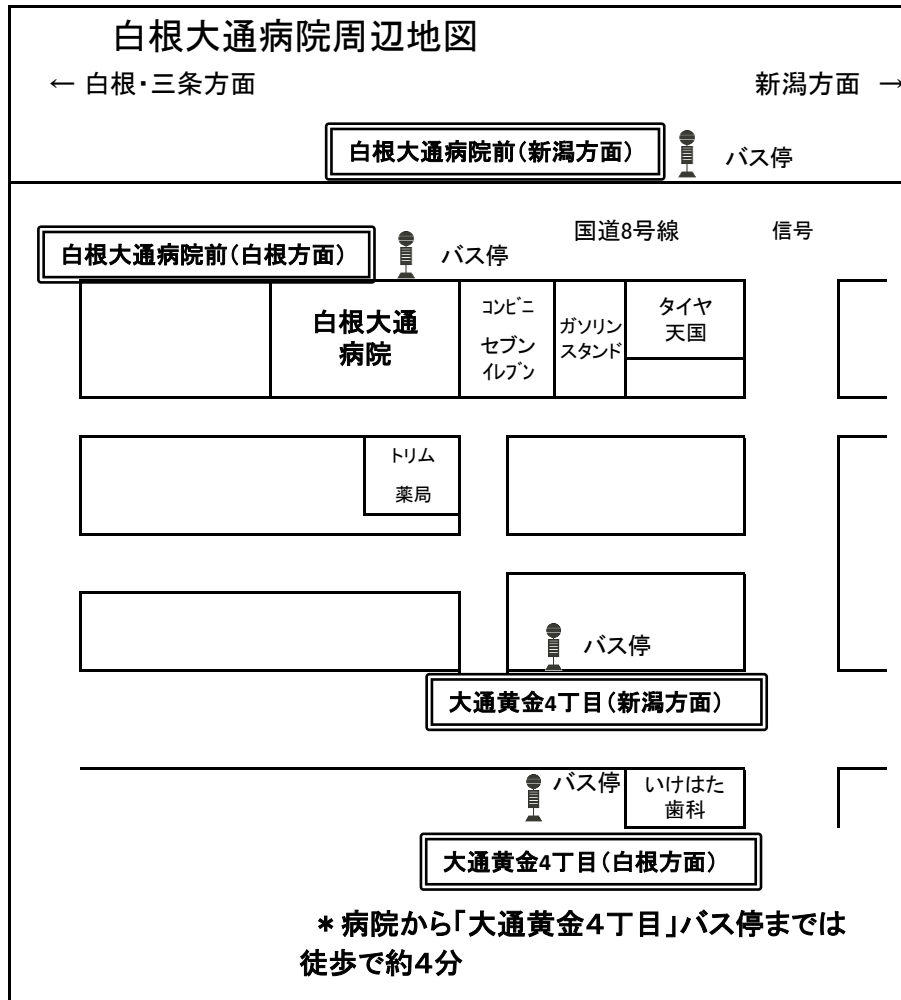 白根大通病院周辺地図
← 白根・三条方面
新潟方面 →
白根大通病院前(新潟方面)
バス停
国道8号線
信号
白根大通病院前(白根方面)
バス停
白根大通
病院
コンビニ
セブン
イレブン
ガソリン
スタンド
タイヤ
天国
トリム
薬局
バス停
大通黄金4丁目(新潟方面)
バス停
いけはた
歯科
大通黄金4丁目(白根方面)
*病院から「大通黄金4丁目」バス停までは
徒歩で約4分